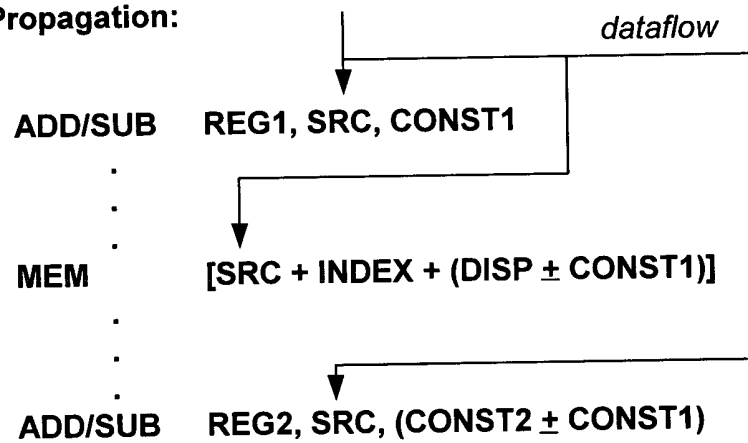 Propagation:
dataflow
ADD/SUB REG1, SRC, CONST1
.
.
.
MEM [SRC + INDEX + (DISP ± CONST1)]
.
.
.
ADD/SUB REG2, SRC, (CONST2 ± CONST1)